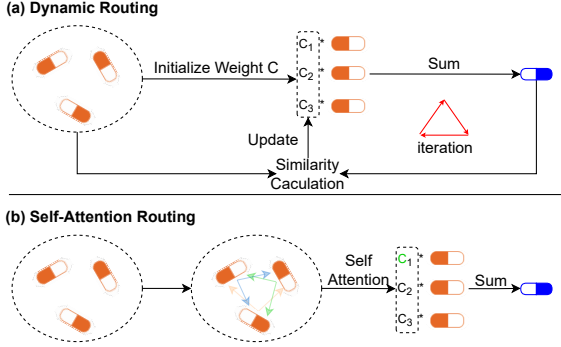 (a) Dynamic Routing
Initialize Weight C
C1 *
C2 *
C3 *
Sum
Update
iteration
Similarity
Caculation
(b) Self-Attention Routing
Self
Attention
C1 *
C2 *
C3 *
Sum